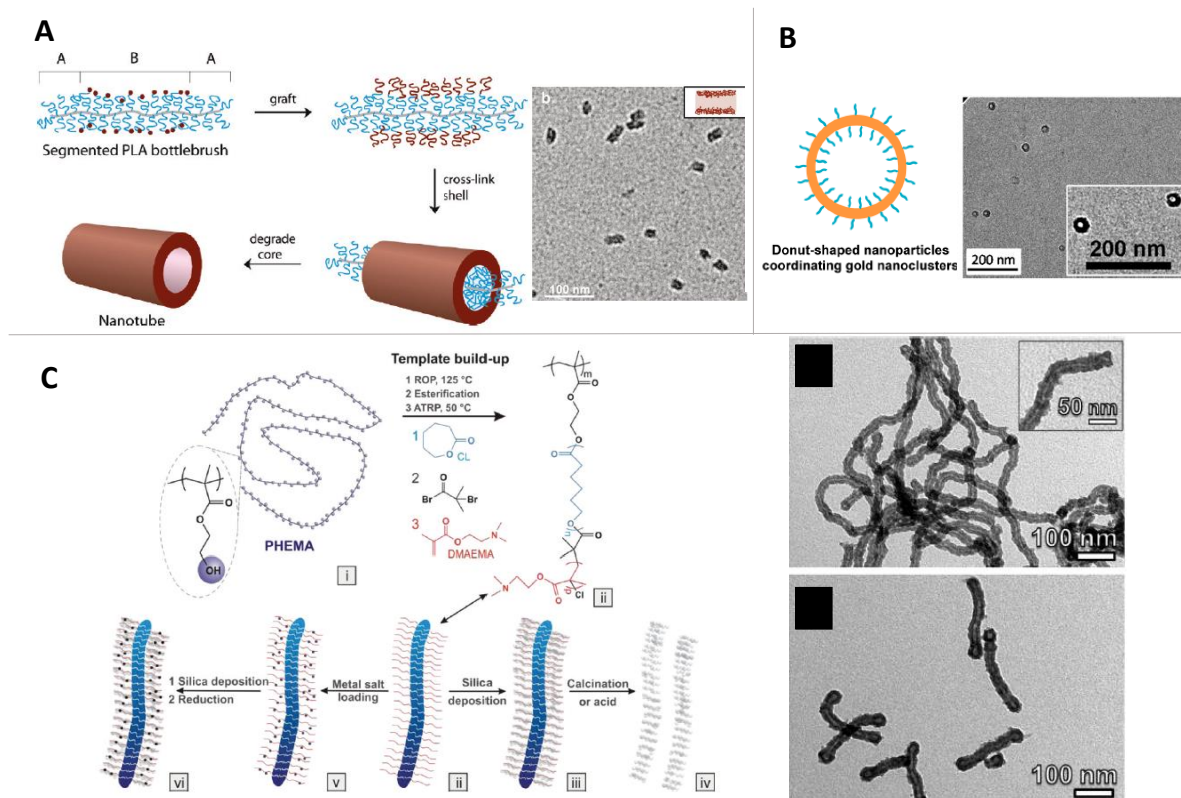 A
A B A
Segmented PLA bottlebrush
graft
cross-link
shell
degrade
core
Nanotube
b
100 nm
B
Donut-shaped nanoparticles
coordinating gold nanoclusters
200 nm
200 nm
C
PHEMA
OH
O
O
i
Template build-up
1 ROP, 125 °C
2 Esterification
3 ATRP, 50 °C
1
O
O
CL
2
O
Br
Br
3
O
O
N
DMAEMA
m
O
O
O
O
n
O
O
N
O
O
Cl
ii
1 Silica deposition
2 Reduction
Metal salt
loading
Silica
deposition
Calcination
or acid
vi
v
ii
iii
iv
50 nm
100 nm
100 nm